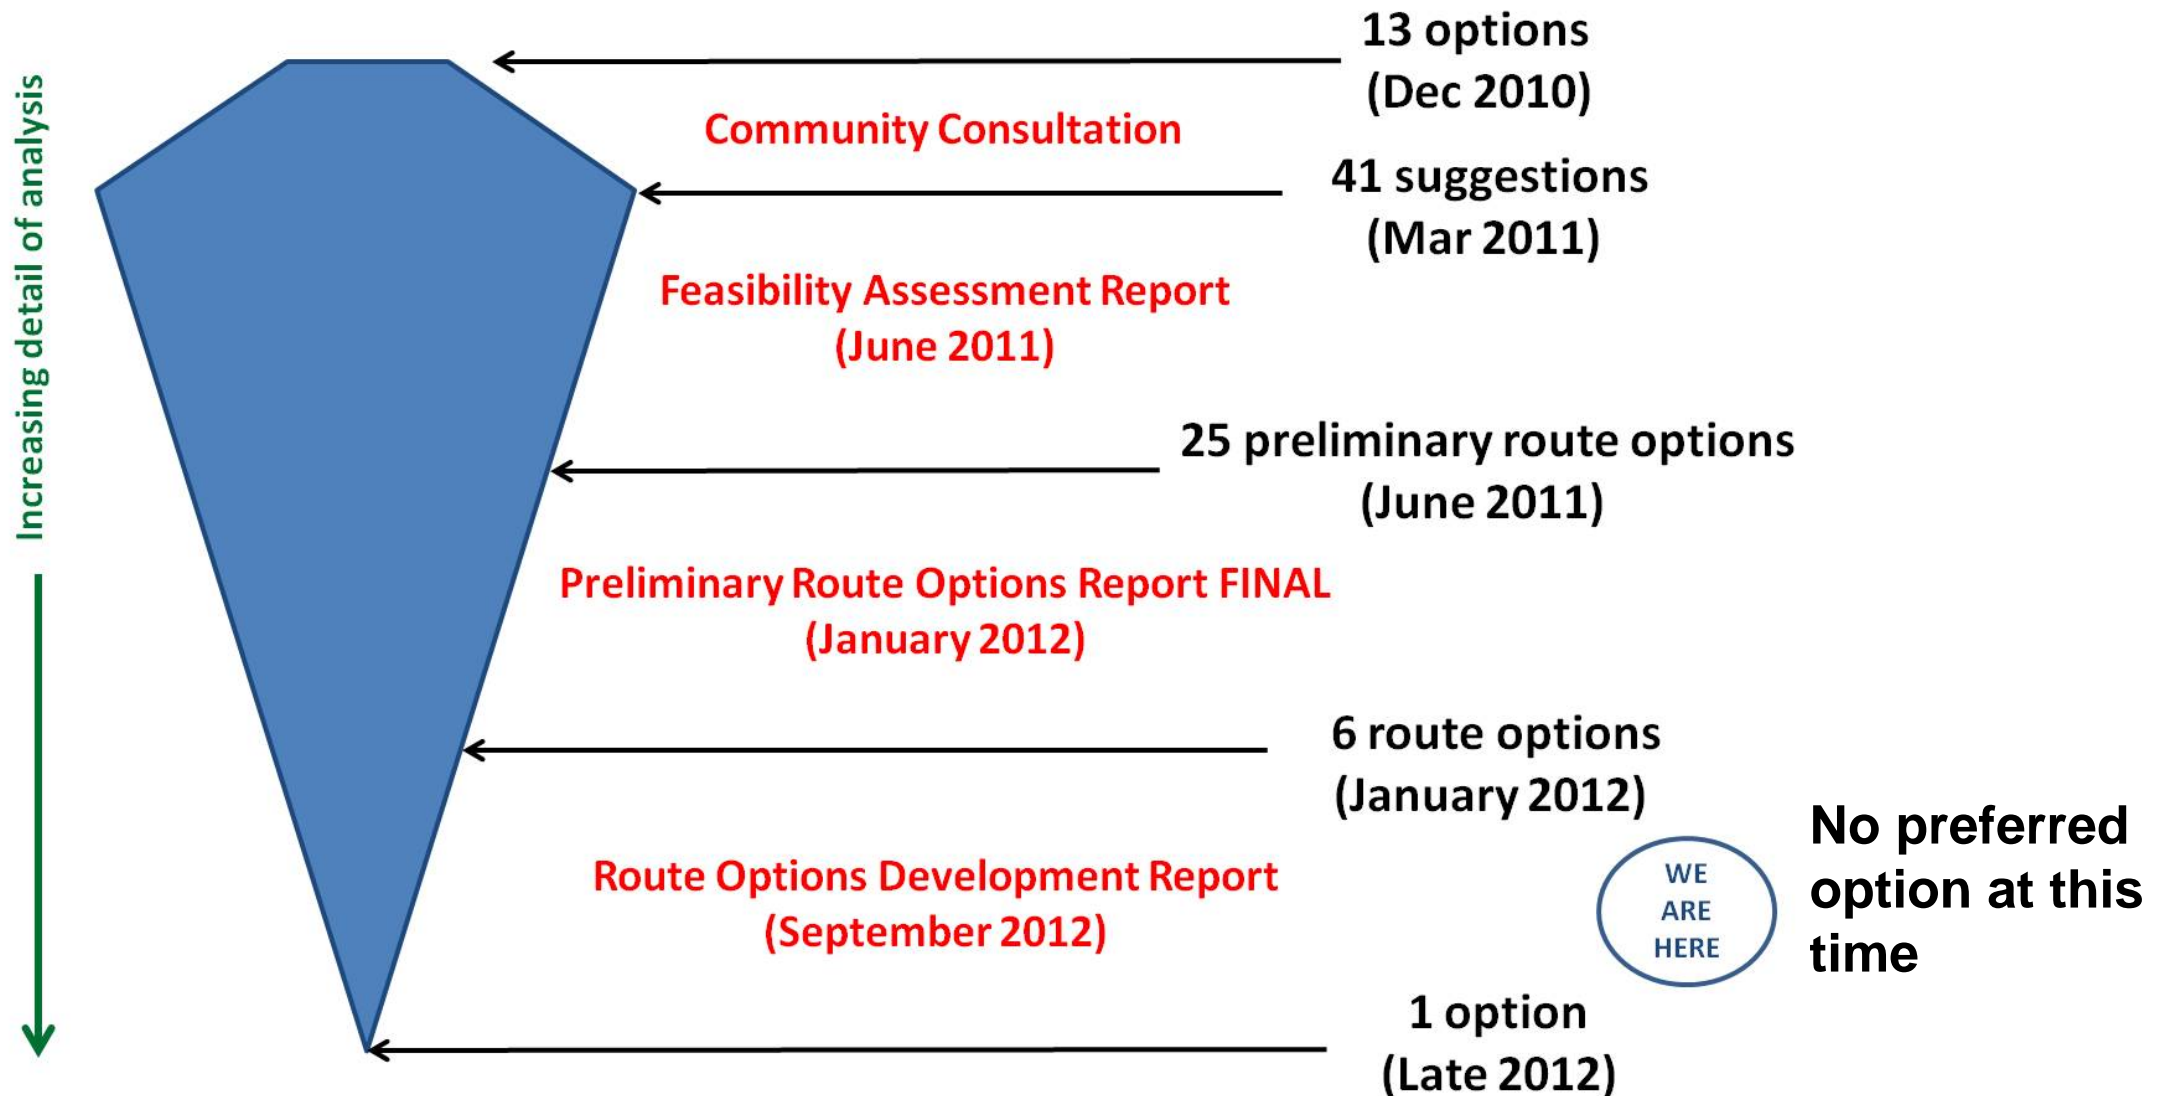 Increasing detail of analysis
13 options
(Dec 2010)
Community Consultation
41 suggestions
(Mar 2011)
Feasibility Assessment Report
(June 2011)
25 preliminary route options
(June 2011)
Preliminary Route Options Report FINAL
(January 2012)
6 route options
(January 2012)
Route Options Development Report
(September 2012)
WE
ARE
HERE
No preferred
option at this
time
1 option
(Late 2012)